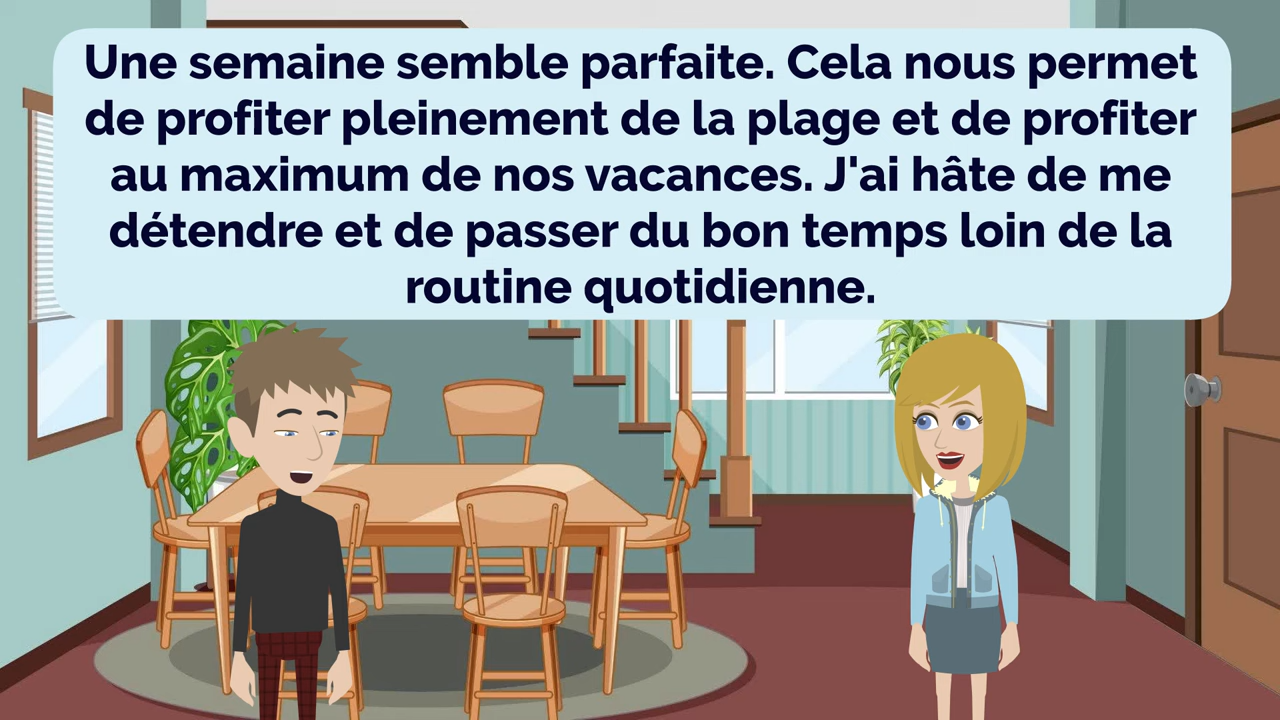 Une semaine semble parfaite. Cela nous permet
de profiter pleinement de la plage et de profiter
au maximum de nos vacances. J'ai hâte de me
détendre et de passer du bon temps loin de la
routine quotidienne.